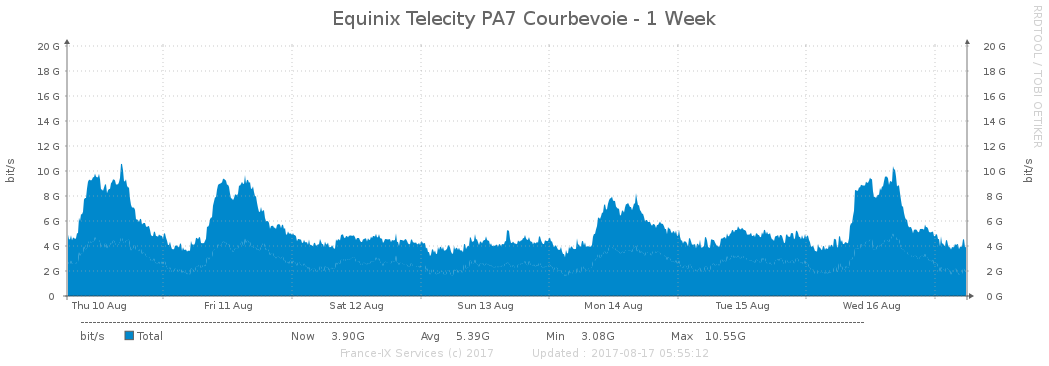 Equinix Telecity PA7 Courbevoie - 1 Week
RRDTOOL / TOBI OETIKER
bit/s
20 G
18 G
16 G
14 G
12 G
10 G
8 G
6 G
4 G
2 G
0
20 G
18 G
16 G
14 G
12 G
10 G
8 G
6 G
4 G
2 G
0 G
bit/s
Thu 10 Aug Fri 11 Aug Sat 12 Aug Sun 13 Aug Mon 14 Aug Tue 15 Aug Wed 16 Aug
bit/s Total Now 3.90G Avg 5.39G Min 3.08G Max 10.55G
France-IX Services (c) 2017 Updated : 2017-08-17 05:55:12